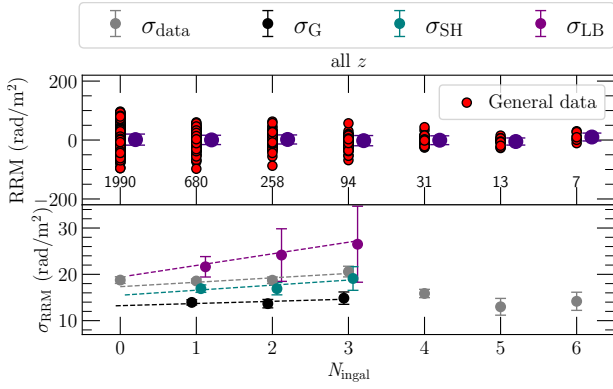 σdata σG σSH σLB
all z
RRM (rad/m²)
200
0
−200
General data
1990 680 258 94 31 13 7
σRRM (rad/m²)
30
20
10
0 1 2 3 4 5 6
Ningal